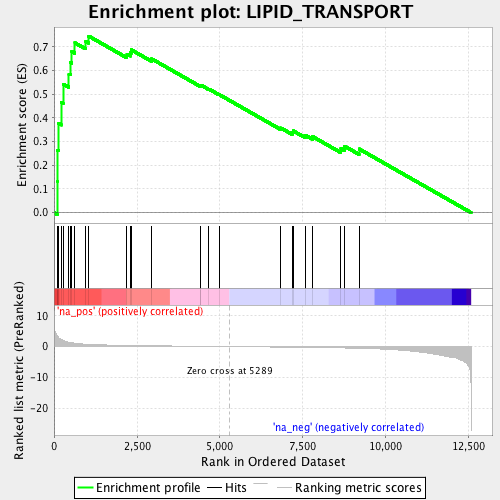 Enrichment plot: LIPID_TRANSPORT
Enrichment score (ES)
0.7
0.6
0.5
0.4
0.3
0.2
0.1
0.0
'na_pos' (positively correlated)
Ranked list metric (PreRanked)
10
5
0
-10
-20
Zero cross at 5289
'na_neg' (negatively correlated)
0
2,500
5,000
7,500
10,000
12,500
Rank in Ordered Dataset
Enrichment profile
Hits
Ranking metric scores